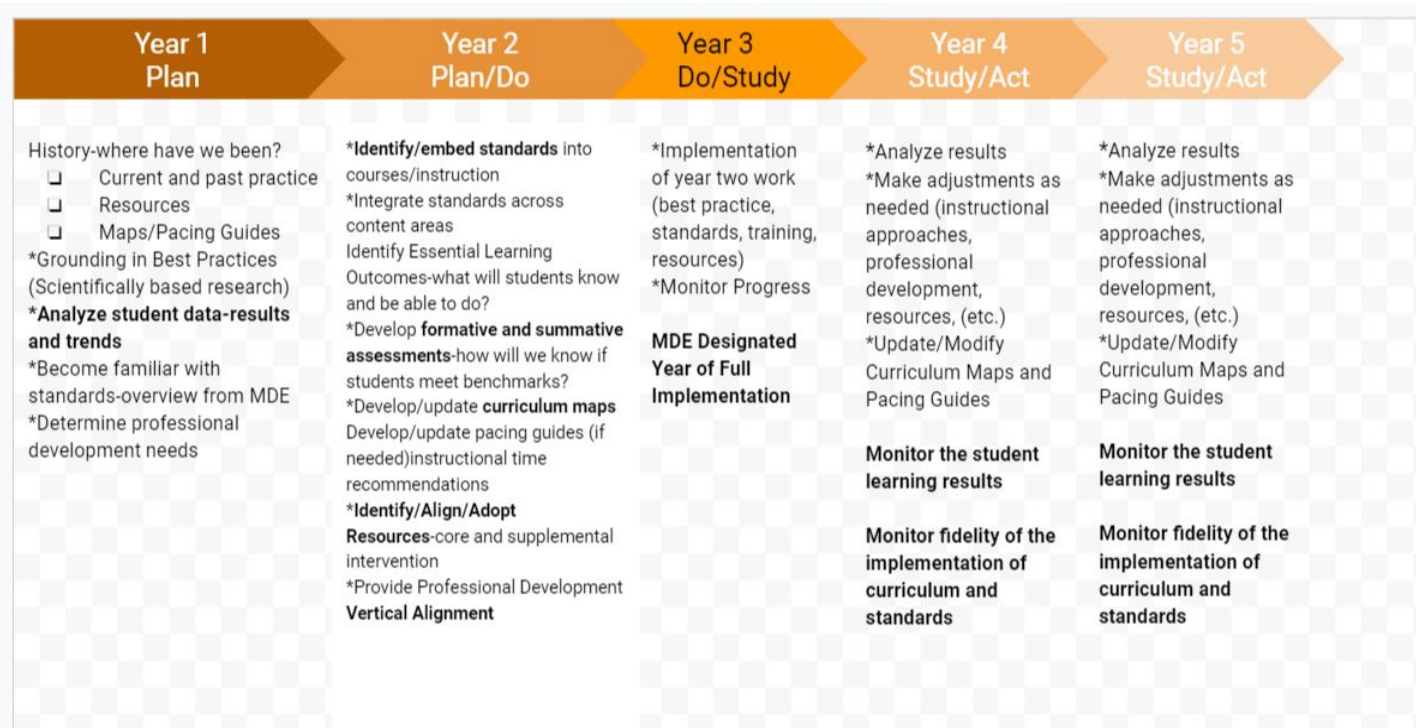 Year 1
Plan
Year 2
Plan/Do
Year 3
Do/Study
Year 4
Study/Act
Year 5
Study/Act
History-where have we been?
❑ Current and past practice
❑ Resources
❑ Maps/Pacing Guides
*Grounding in Best Practices
(Scientifically based research)
*Analyze student data-results
and trends
*Become familiar with
standards-overview from MDE
*Determine professional
development needs
*Identify/embed standards into
courses/instruction
*Integrate standards across
content areas
Identify Essential Learning
Outcomes-what will students know
and be able to do?
*Develop formative and summative
assessments-how will we know if
students meet benchmarks?
*Develop/update curriculum maps
Develop/update pacing guides (if
needed)instructional time
recommendations
*Identify/Align/Adopt
Resources-core and supplemental
intervention
*Provide Professional Development
Vertical Alignment
*Implementation
of year two work
(best practice,
standards, training,
resources)
*Monitor Progress
MDE Designated
Year of Full
Implementation
*Analyze results
*Make adjustments as
needed (instructional
approaches,
professional
development,
resources, (etc.)
*Update/Modify
Curriculum Maps and
Pacing Guides
Monitor the student
learning results
Monitor fidelity of the
implementation of
curriculum and
standards
*Analyze results
*Make adjustments as
needed (instructional
approaches,
professional
development,
resources, (etc.)
*Update/Modify
Curriculum Maps and
Pacing Guides
Monitor the student
learning results
Monitor fidelity of the
implementation of
curriculum and
standards